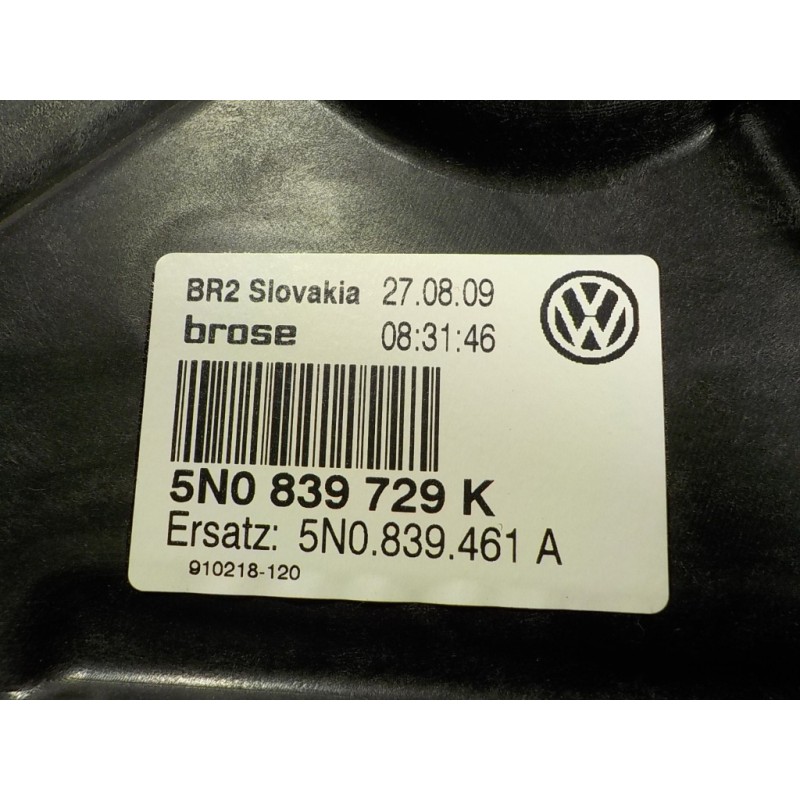 BR2 Slovakia 27.08.09
brose 08:31:46
5N0 839 729 K
Ersatz: 5N0.839.461 A
910218-120